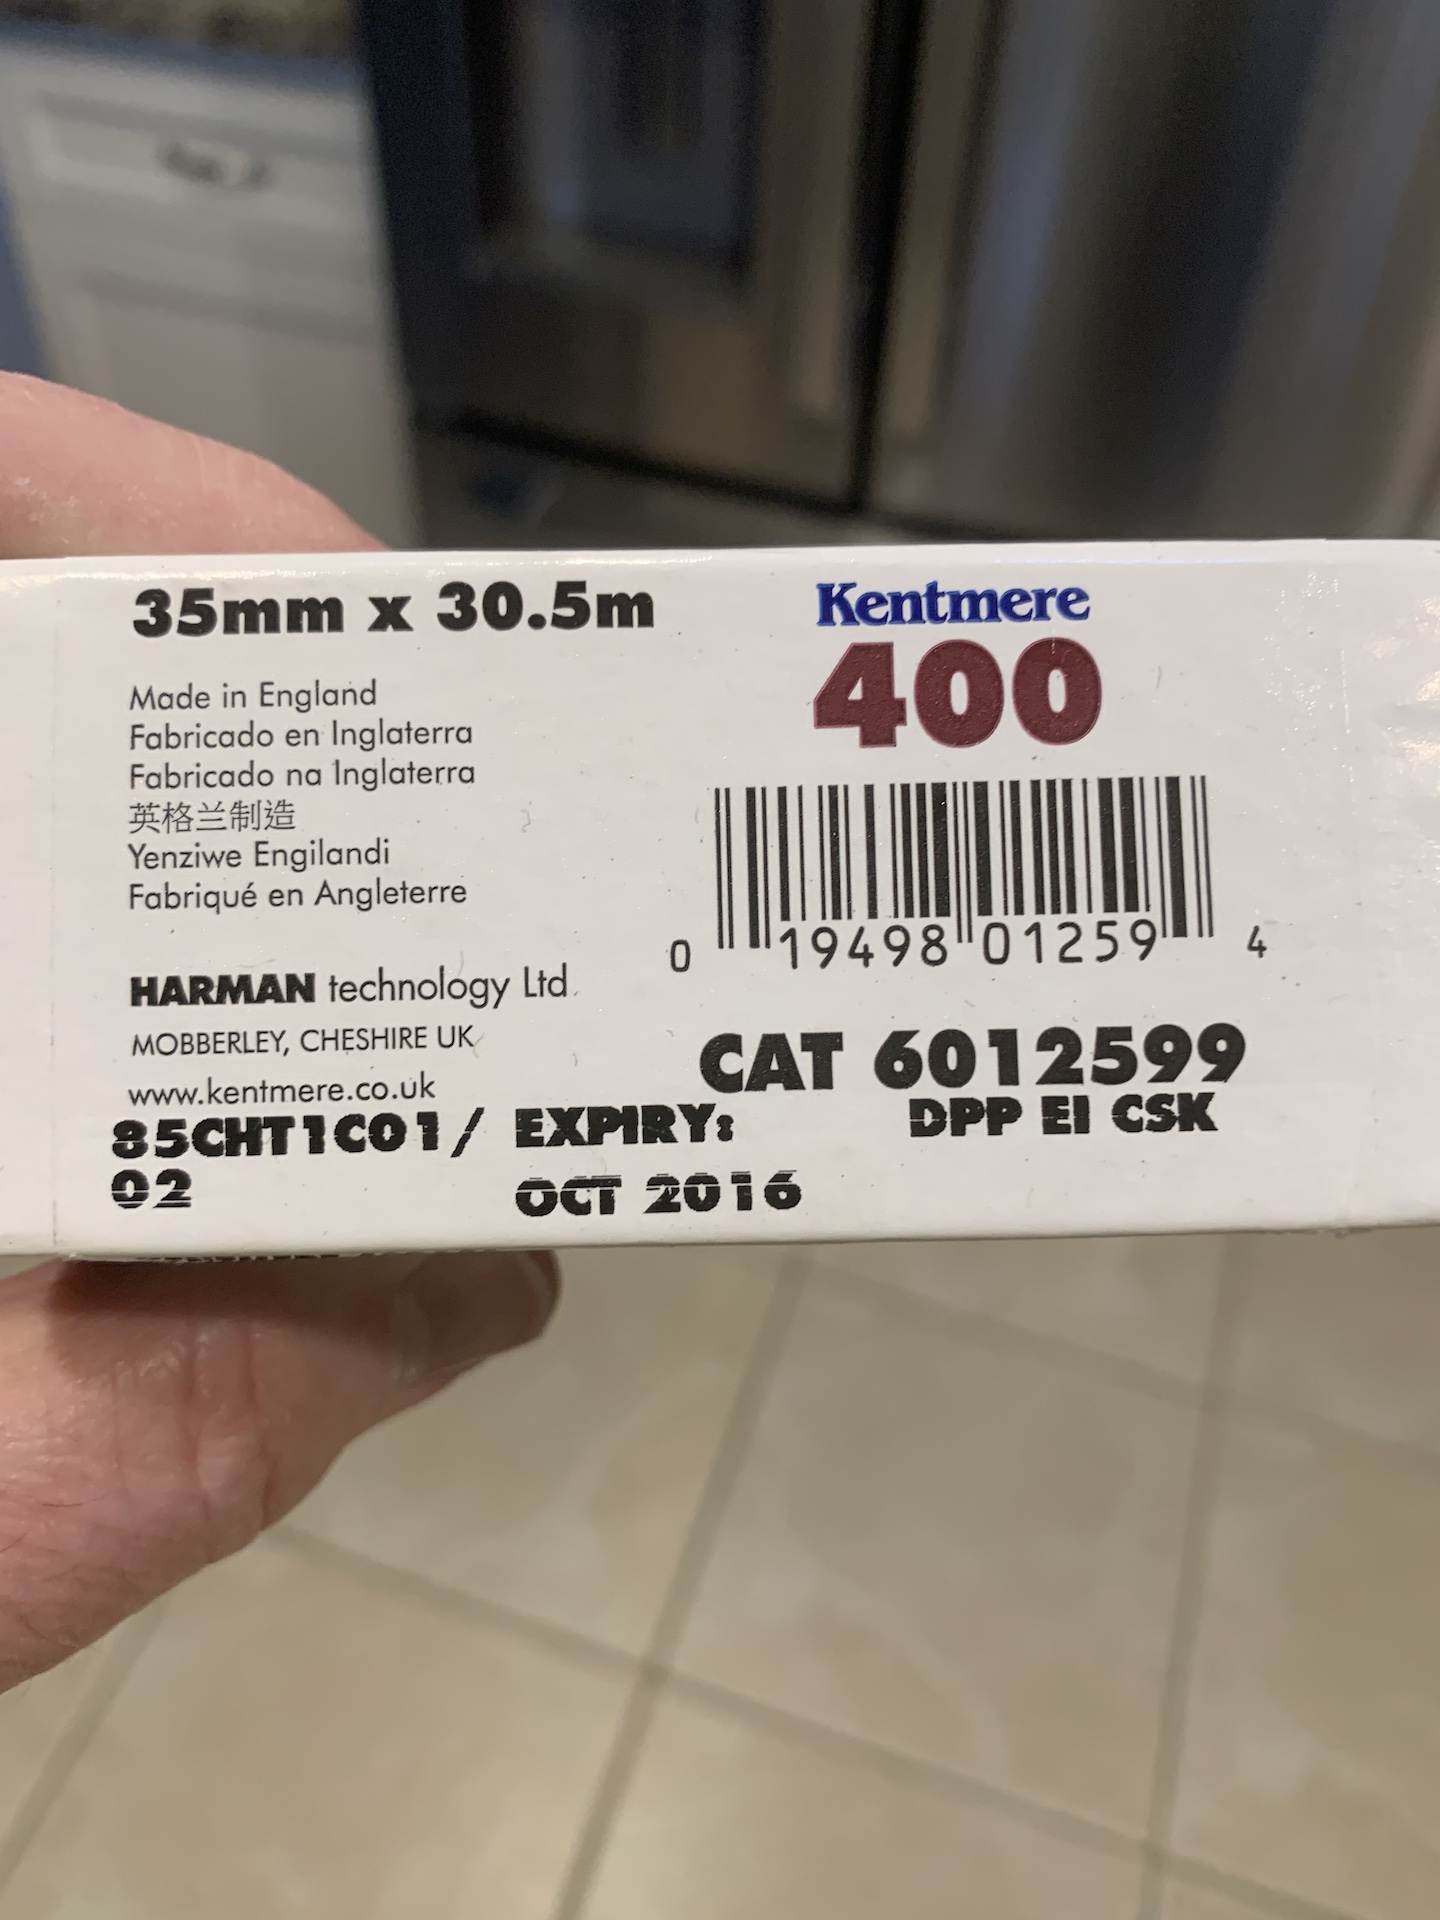 35mm x 30.5m
Made in England
Fabricado en Inglaterra
Fabricado na Inglaterra
英格兰制造
Yenziwe Engilandi
Fabriqué en Angleterre
HARMAN technology Ltd.
MOBBERLEY, CHESHIRE UK
www.kentmere.co.uk
85CHT1C01/
02
EXPIRY:
OCT 2016
Kentmere
400
0 19498 01259 4
CAT 6012599
DPP EI CSK